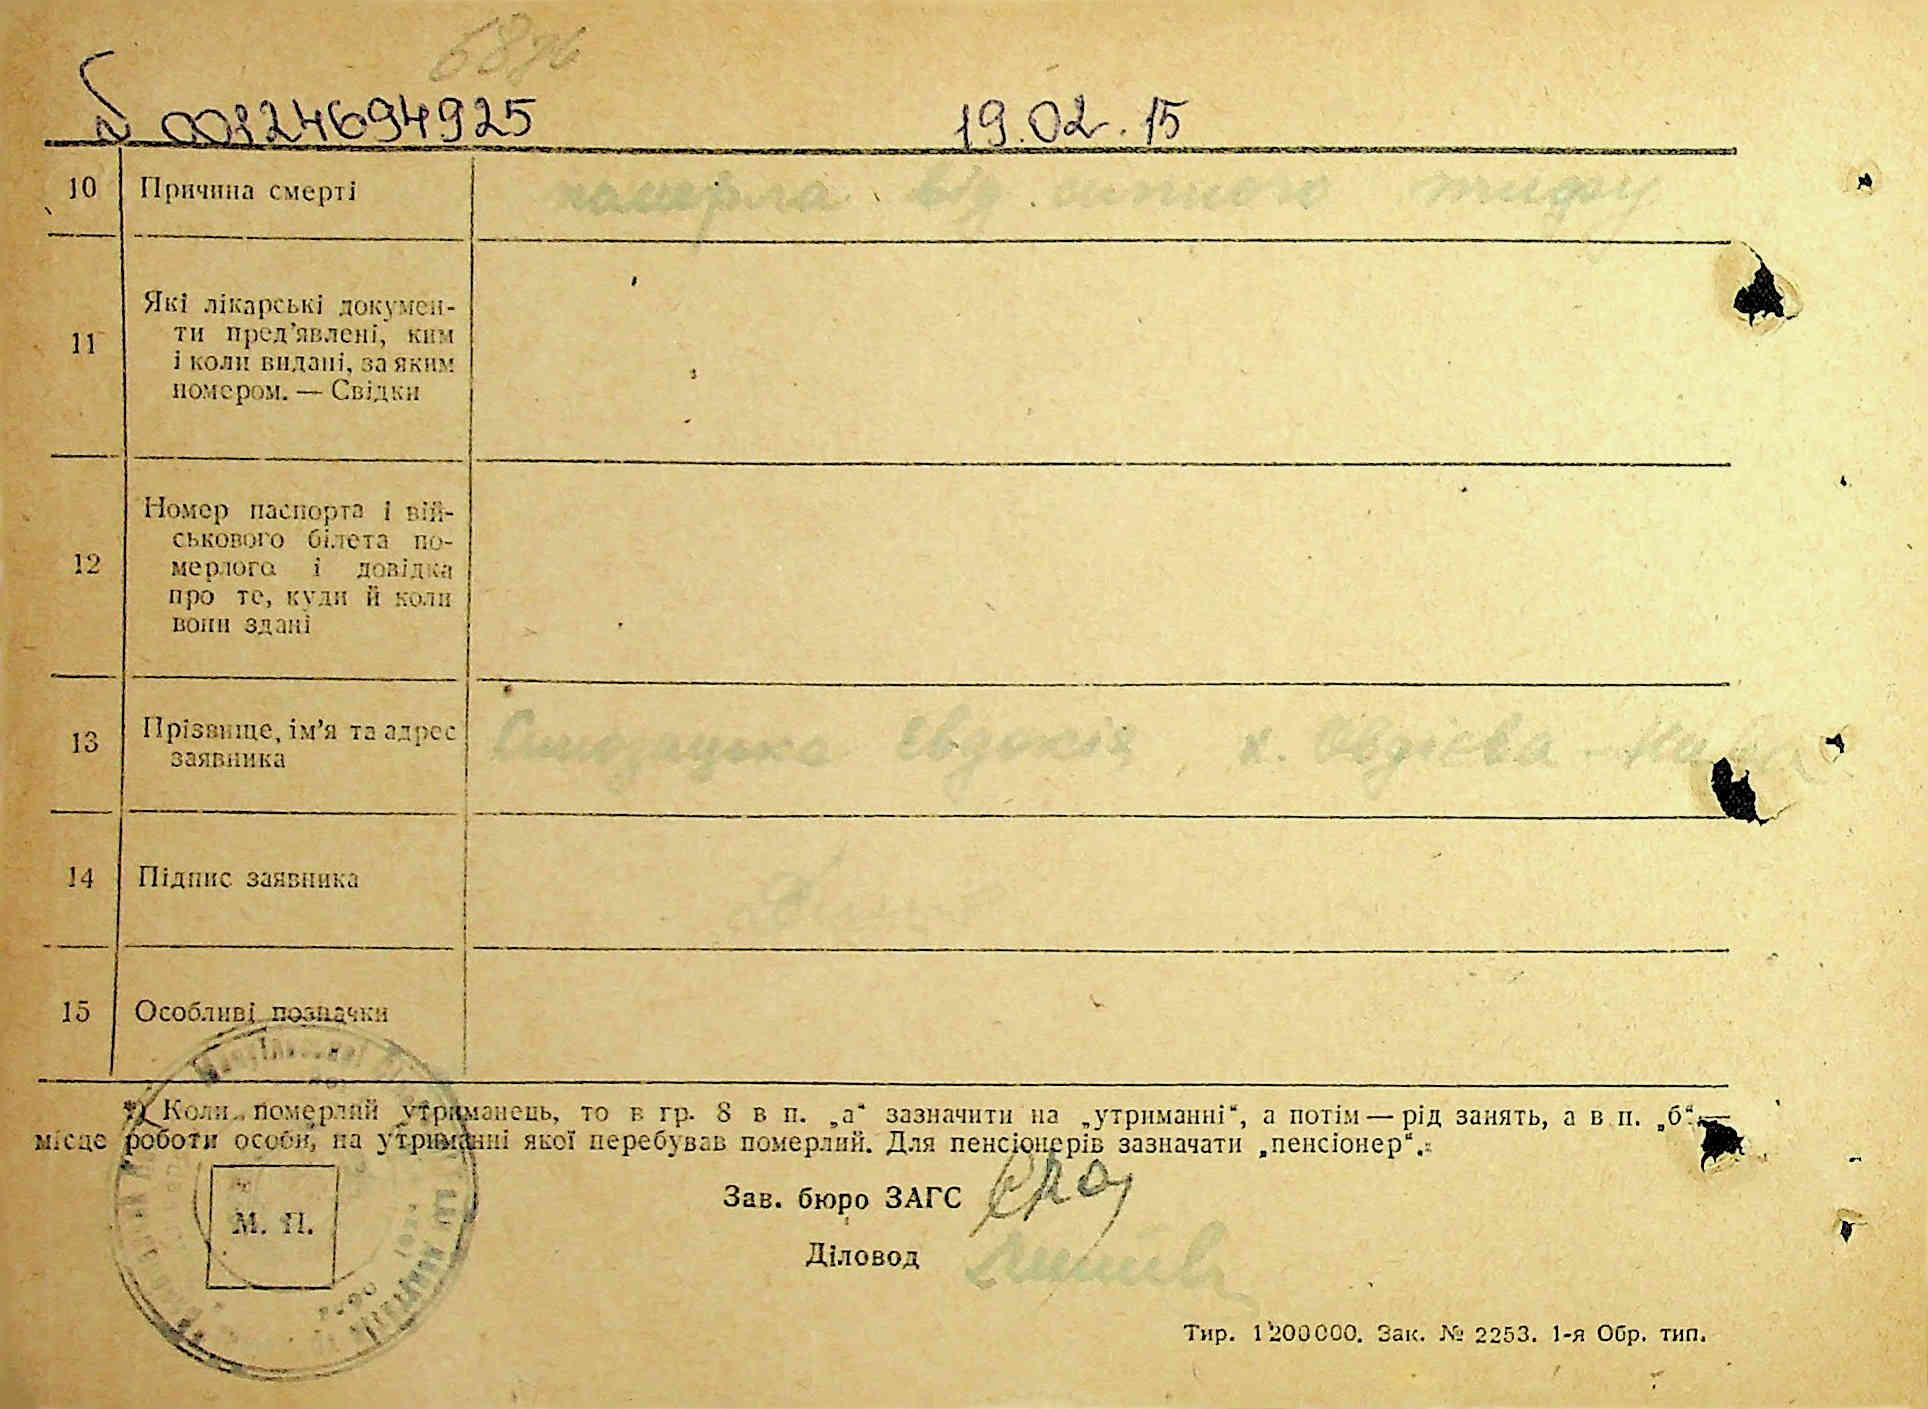 00824694925 19.02.15
10 Причина смерті померла від сипного тифу
11 Які лікарські докумен-
ти пред’явлені, ким
і коли видані, за яким
номером. — Свідки
12 Номер паспорта і вій-
ськового білета по-
мерлого і довідка
про те, куди й коли
вони здані
13 Прізвище, ім’я та адрес
заявника Євдокія х. Овдієва
14 Підпис заявника
15 Особливі позначки
*) Коли померлий утриманець, то в гр. 8 в п. „а“ зазначити на „утриманні“, а потім — рід занять, а в п. „б“ —
місце роботи особи, на утриманні якої перебував померлий. Для пенсіонерів зазначати „пенсіонер“.
Зав. бюро ЗАГС
М. П.
Діловод
Тир. 1200000. Зак. № 2253. 1-я Обр. тип.